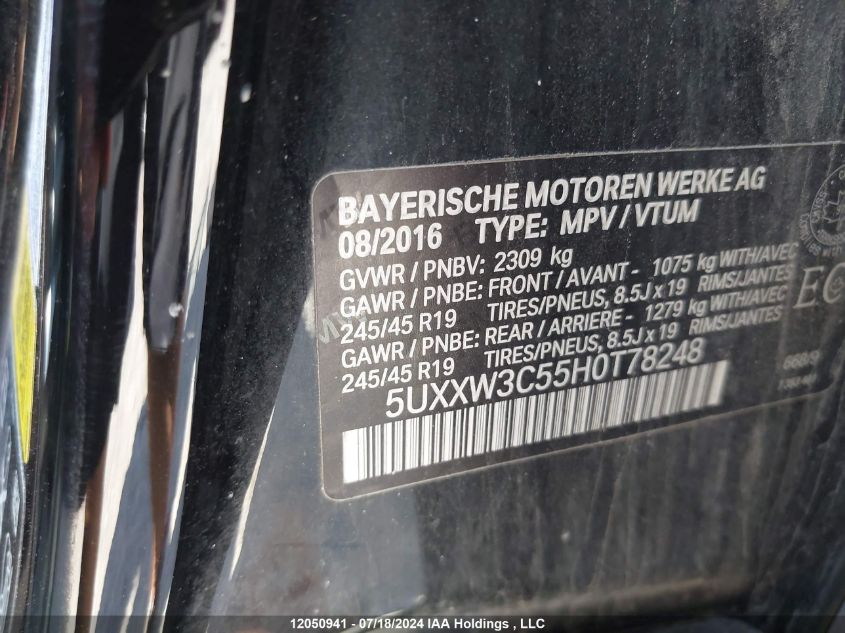 BAYERISCHE MOTOREN WERKE AG
08/2016 TYPE: MPV / VTUM
GVWR / PNBV: 2309 kg
GAWR / PNBE: FRONT / AVANT - 1075 kg WITH/AVEC
245/45 R19 TIRES/PNEUS, 8.5J x 19 RIMS/JANTES
GAWR / PNBE: REAR / ARRIERE - 1279 kg WITH/AVEC
245/45 R19 TIRES/PNEUS, 8.5J x 19 RIMS/JANTES
5UXXW3C55H0T78248
12050941 - 07/18/2024 IAA Holdings , LLC